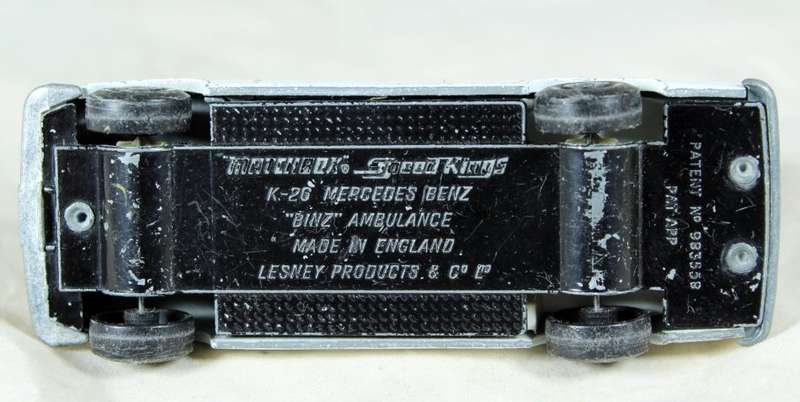 MATCHBOX® Speed Kings
K-26 MERCEDES BENZ
"BINZ" AMBULANCE
MADE IN ENGLAND
LESNEY PRODUCTS & Cº Lº
PATENT Nº 983558
PAT APP